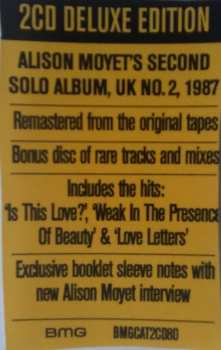 2CD DELUXE EDITION
ALISON MOYET'S SECOND
SOLO ALBUM, UK NO. 2, 1987
Remastered from the original tapes
Bonus disc of rare tracks and mixes
Includes the hits:
'Is This Love?', 'Weak In The Presence
Of Beauty' & 'Love Letters'
Exclusive booklet sleeve notes with
new Alison Moyet interview
BMG BMGCAT2CD80